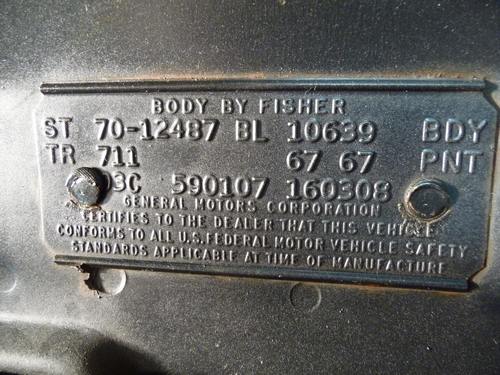 BODY BY FISHER
ST 70-12487 BL 10639 BDY
TR 711 67 67 PNT
03C 590107 160308
GENERAL MOTORS CORPORATION
CERTIFIES TO THE DEALER THAT THIS VEHICLE
CONFORMS TO ALL U.S. FEDERAL MOTOR VEHICLE SAFETY
STANDARDS APPLICABLE AT TIME OF MANUFACTURE